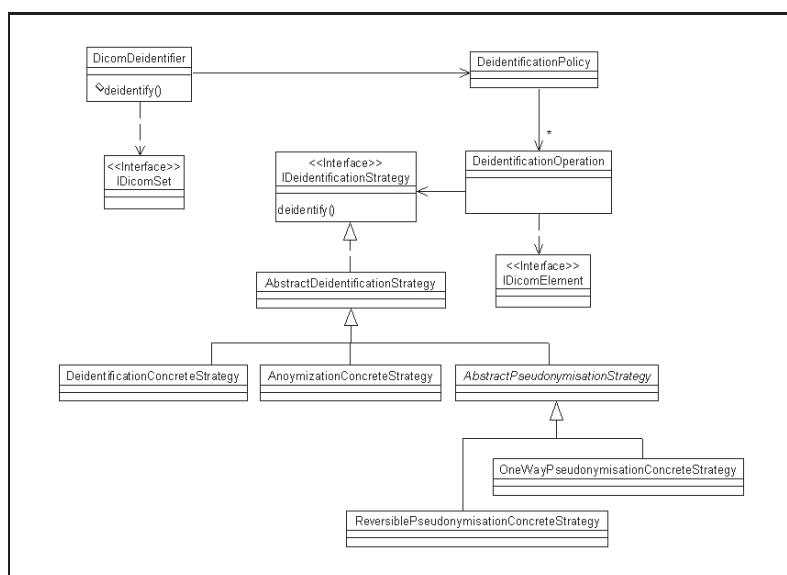 DicomDeidentifier
deidentify()
DeidentificationPolicy
*
<<Interface>>
IDicomSet
<<Interface>>
IDeidentificationStrategy
deidentify()
DeidentificationOperation
<<Interface>>
IDicomElement
AbstractDeidentificationStrategy
DeidentificationConcreteStrategy
AnoymizationConcreteStrategy
AbstractPseudonymisationStrategy
OneWayPseudonymisationConcreteStrategy
ReversiblePseudonymisationConcreteStrategy